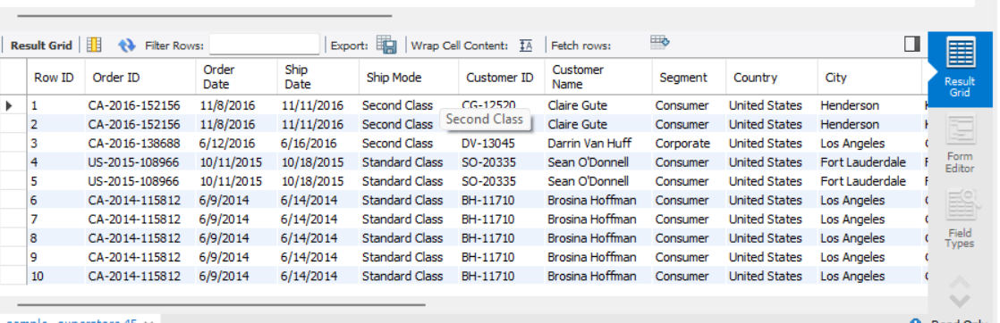 Result Grid Filter Rows: Export: Wrap Cell Content: Fetch rows:
Row ID Order ID Order Date Ship Date Ship Mode Customer ID Customer Name Segment Country City
1 CA-2016-152156 11/8/2016 11/11/2016 Second Class CG-12520 Claire Gute Consumer United States Henderson
Second Class
2 CA-2016-152156 11/8/2016 11/11/2016 Second Class Claire Gute Consumer United States Henderson
3 CA-2016-138688 6/12/2016 6/16/2016 Second Class DV-13045 Darrin Van Huff Corporate United States Los Angeles
4 US-2015-108966 10/11/2015 10/18/2015 Standard Class SO-20335 Sean O'Donnell Consumer United States Fort Lauderdale
5 US-2015-108966 10/11/2015 10/18/2015 Standard Class SO-20335 Sean O'Donnell Consumer United States Fort Lauderdale
6 CA-2014-115812 6/9/2014 6/14/2014 Standard Class BH-11710 Brosina Hoffman Consumer United States Los Angeles
7 CA-2014-115812 6/9/2014 6/14/2014 Standard Class BH-11710 Brosina Hoffman Consumer United States Los Angeles
8 CA-2014-115812 6/9/2014 6/14/2014 Standard Class BH-11710 Brosina Hoffman Consumer United States Los Angeles
9 CA-2014-115812 6/9/2014 6/14/2014 Standard Class BH-11710 Brosina Hoffman Consumer United States Los Angeles
10 CA-2014-115812 6/9/2014 6/14/2014 Standard Class BH-11710 Brosina Hoffman Consumer United States Los Angeles
Result
Grid
Form
Editor
Field
Types
Read Only